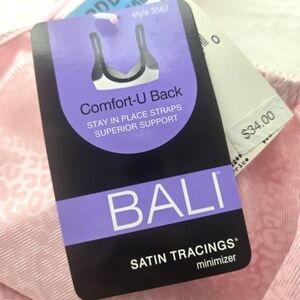 style 3562
Comfort-U Back
STAY IN PLACE STRAPS
SUPERIOR SUPPORT
$34.00
BALI
SATIN TRACINGS®
minimizer